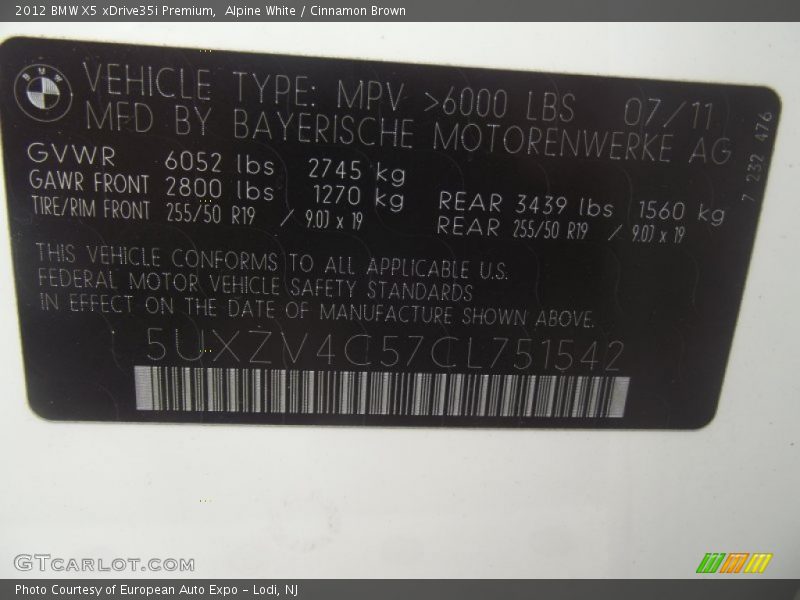 2012 BMW X5 xDrive35i Premium,  Alpine White / Cinnamon Brown
BMW
VEHICLE TYPE: MPV >6000 LBS 07/11
MFD BY BAYERISCHE MOTORENWERKE AG
GVWR 6052 lbs 2745 kg
GAWR FRONT 2800 lbs 1270 kg REAR 3439 lbs 1560 kg
TIRE/RIM FRONT 255/50 R19 / 9.0J x 19 REAR 255/50 R19 / 9.0J x 19
7 232 476
THIS VEHICLE CONFORMS TO ALL APPLICABLE U.S.
FEDERAL MOTOR VEHICLE SAFETY STANDARDS
IN EFFECT ON THE DATE OF MANUFACTURE SHOWN ABOVE.
5UXZV4C57CL751542
GTCARLOT.COM
Photo Courtesy of European Auto Expo - Lodi, NJ